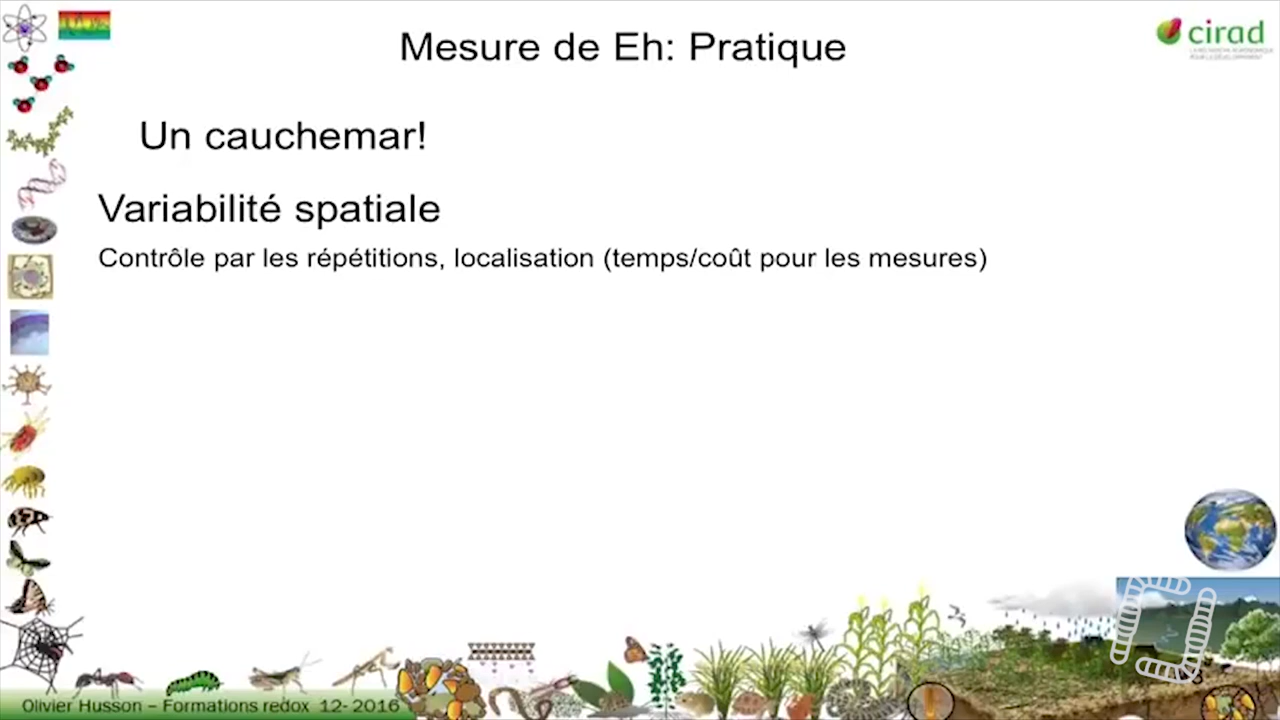 Mesure de Eh: Pratique
cirad
Un cauchemar!
Variabilité spatiale
Contrôle par les répétitions, localisation (temps/coût pour les mesures)
Olivier Husson – Formations redox 12- 2016